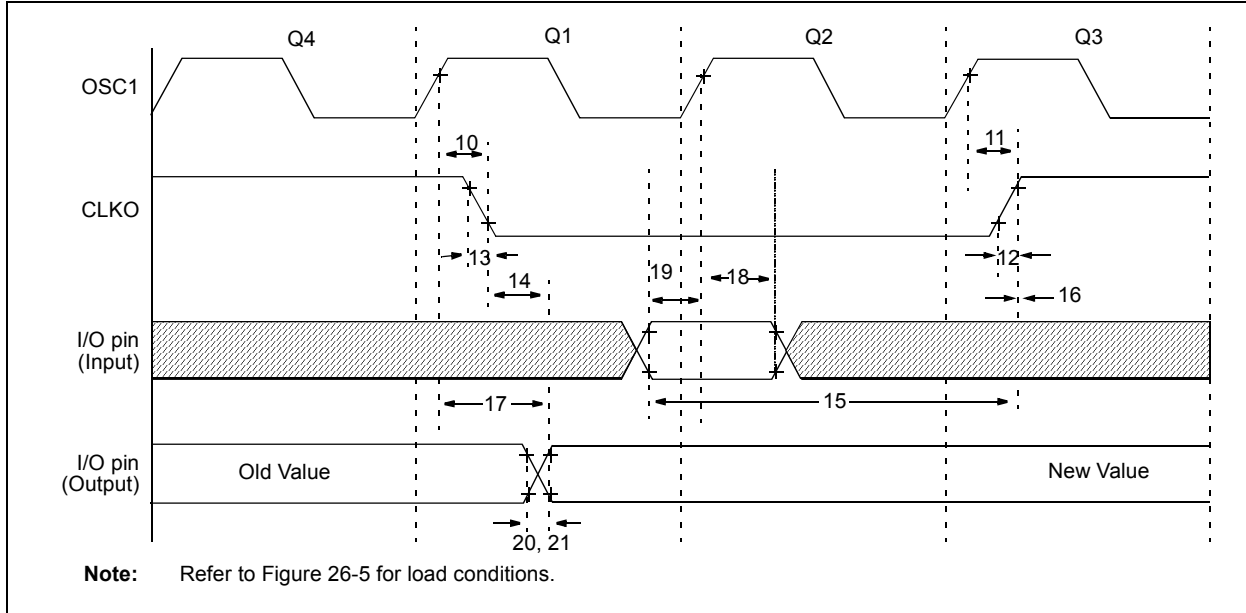 Q4 Q1 Q2 Q3
OSC1
10 11
CLKO
13 12
14 19 18 16
I/O pin
(Input)
17 15
I/O pin
(Output)
Old Value New Value
20, 21
Note: Refer to Figure 26-5 for load conditions.